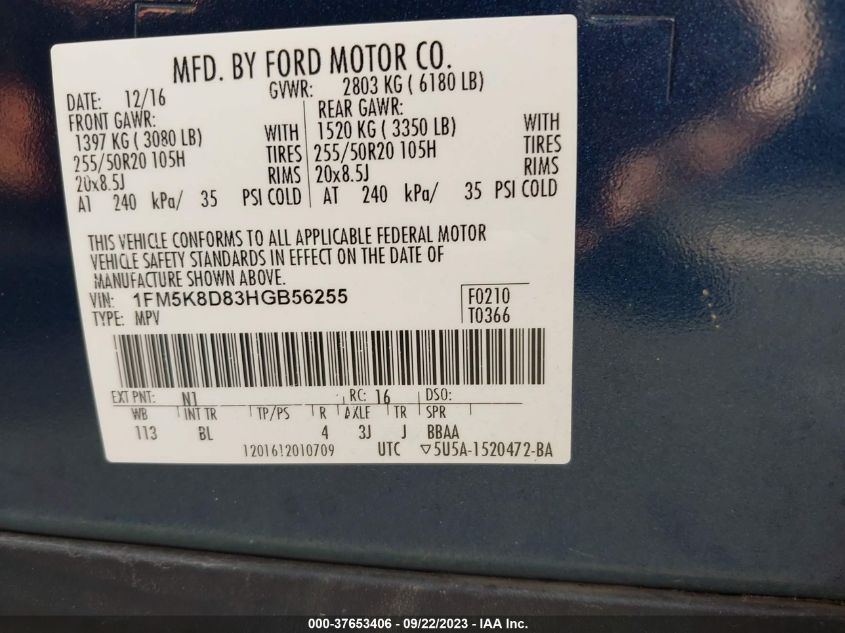 MFD. BY FORD MOTOR CO.
DATE: 12/16 GVWR: 2803 KG ( 6180 LB)
FRONT GAWR: REAR GAWR:
1397 KG ( 3080 LB) WITH 1520 KG ( 3350 LB) WITH
255/50R20 105H TIRES 255/50R20 105H TIRES
20x8.5J RIMS 20x8.5J RIMS
AT 240 kPa/ 35 PSI COLD AT 240 kPa/ 35 PSI COLD
THIS VEHICLE CONFORMS TO ALL APPLICABLE FEDERAL MOTOR
VEHICLE SAFETY STANDARDS IN EFFECT ON THE DATE OF
MANUFACTURE SHOWN ABOVE.
VIN: 1FM5K8D83HGB56255 F0210
TYPE: MPV T0366
EXT PNT: N1 RC: 16 DSO:
WB INT TR TP/PS R AXLE TR SPR
113 BL 4 3J J BBAA
1201612010709 UTC ▽5U5A-1520472-BA
000-37653406 - 09/22/2023 - IAA Inc.